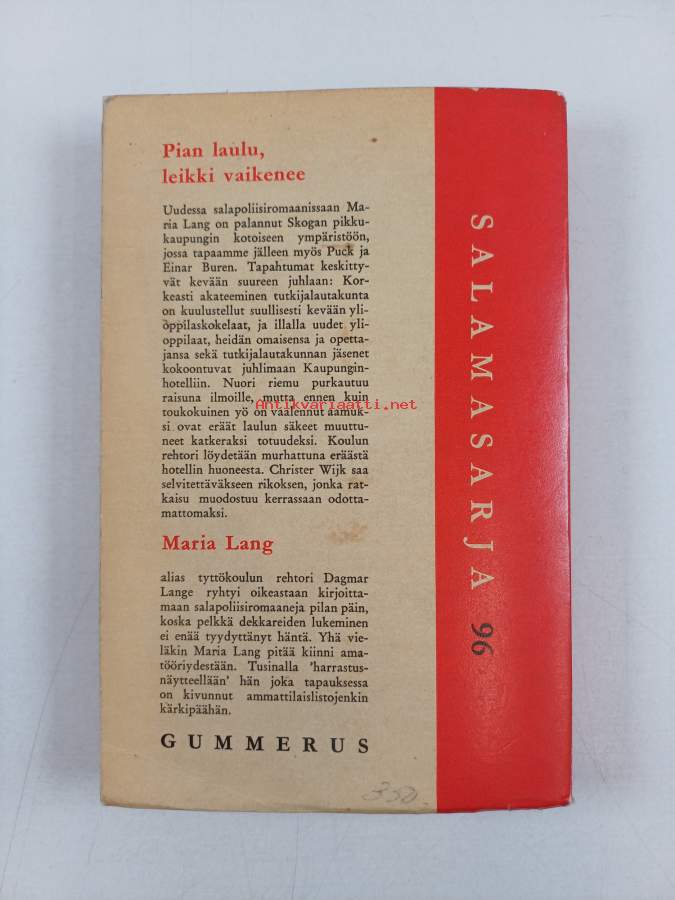 Pian laulu,
leikki vaikenee
Uudessa salapoliisiromaanissaan Ma-
ria Lang on palannut Skogan pikku-
kaupungin kotoiseen ympäristöön,
jossa tapaamme jälleen myös Puck ja
Einar Buren. Tapahtumat keskitty-
vät kevään suureen juhlaan: Kor-
keasti akateeminen tutkijalautakunta
on kuulustellut suullisesti kevään yli-
oppilaskokelaat, ja illalla uudet yli-
oppilaat, heidän omaisensa ja opetta-
jansa sekä tutkijalautakunnan jäsenet
kokoontuvat juhlimaan Kaupungin-
hotelliin. Nuori riemu purkautuu
raisuna ilmoille, mutta ennen kuin
toukokuinen yö on vaalennut aamuk-
si ovat eräät laulun säkeet muuttu-
neet katkeraksi totuudeksi. Koulun
rehtori löydetään murhattuna eräästä
hotellin huoneesta. Christer Wijk saa
selvitettäväkseen rikoksen, jonka rat-
kaisu muodostuu kerrassaan odotta-
mattomaksi.
Maria Lang
alias tyttökoulun rehtori Dagmar
Lange ryhtyi oikeastaan kirjoitta-
maan salapoliisiromaaneja pilan päin,
koska pelkkä dekkareiden lukeminen
ei enää tyydyttänyt häntä. Yhä vie-
läkin Maria Lang pitää kiinni ama-
tööriydestään. Tusinalla 'harrastus-
näytteellään' hän joka tapauksessa
on kivunnut ammattilaislistojenkin
kärkipäähän.
GUMMERUS
350
SALAMASARJA 96
Antikvariaatti.net